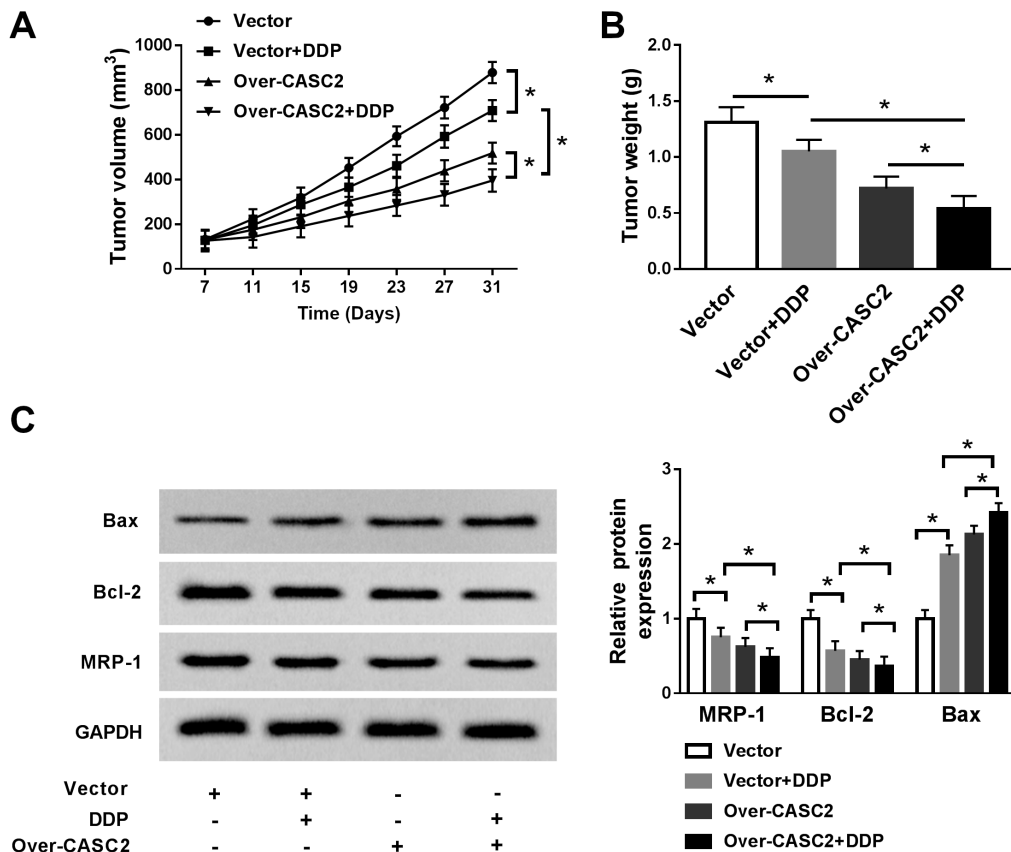 A
Vector
Vector+DDP
Over-CASC2
Over-CASC2+DDP
Tumor volume (mm³)
1000
800
600
400
200
0
7 11 15 19 23 27 31
Time (Days)
*
*
*
B
Tumor weight (g)
2.0
1.5
1.0
0.5
0.0
*
*
*
Vector
Vector+DDP
Over-CASC2
Over-CASC2+DDP
C
Bax
Bcl-2
MRP-1
GAPDH
Vector + + - -
DDP - + - +
Over-CASC2 - - + +
Relative protein
expression
3
2
1
0
* * *
* * *
* * *
MRP-1 Bcl-2 Bax
Vector
Vector+DDP
Over-CASC2
Over-CASC2+DDP